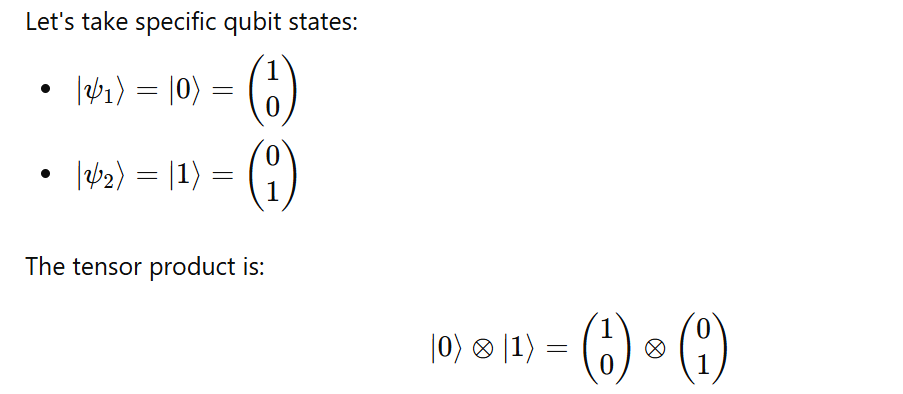 Let's take specific qubit states:
• |ψ₁⟩ = |0⟩ = (1 0)
• |ψ₂⟩ = |1⟩ = (0 1)
The tensor product is:
|0⟩ ⊗ |1⟩ = (1 0) ⊗ (0 1)